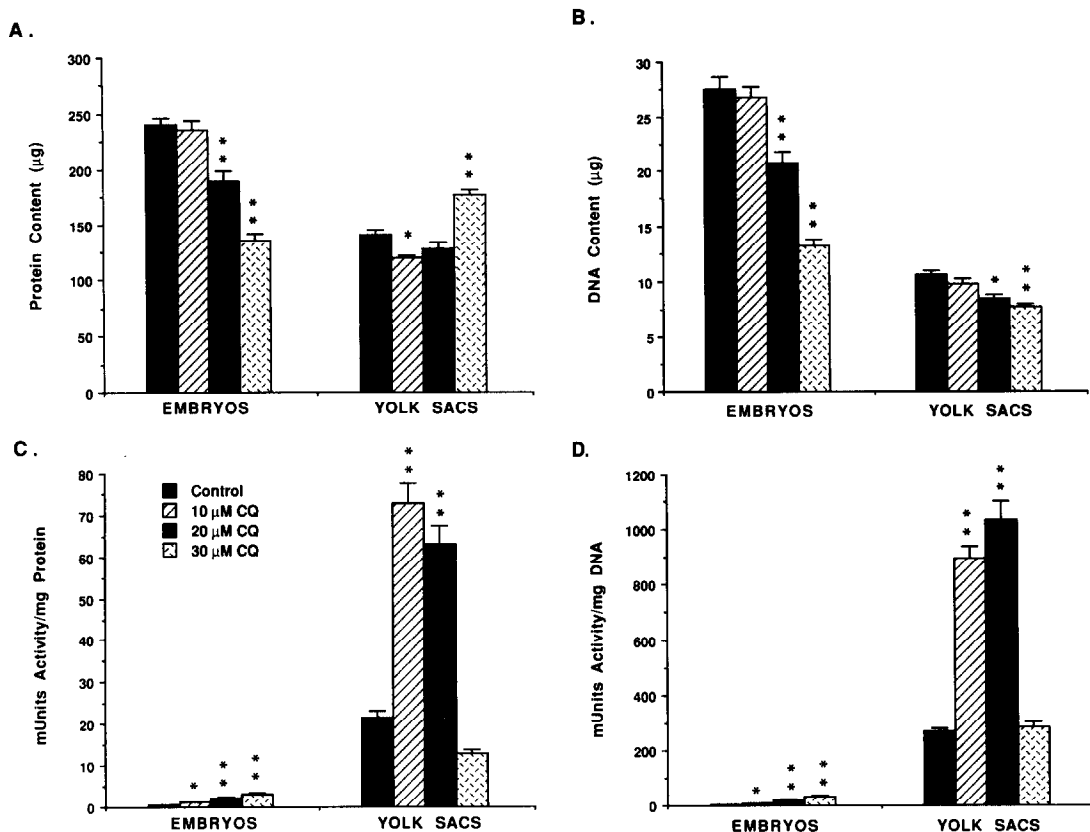 A.
Protein Content (µg)
300
250
200
150
100
50
0
* *
* *
*
* *
EMBRYOS
YOLK SACS
B.
DNA Content (µg)
30
25
20
15
10
5
0
* *
* *
*
* *
EMBRYOS
YOLK SACS
C.
mUnits Activity/mg Protein
80
70
60
50
40
30
20
10
0
Control
10 µM CQ
20 µM CQ
30 µM CQ
*
* *
* *
* *
* *
EMBRYOS
YOLK SACS
D.
mUnits Activity/mg DNA
1200
1000
800
600
400
200
0
*
* *
* *
* *
* *
EMBRYOS
YOLK SACS